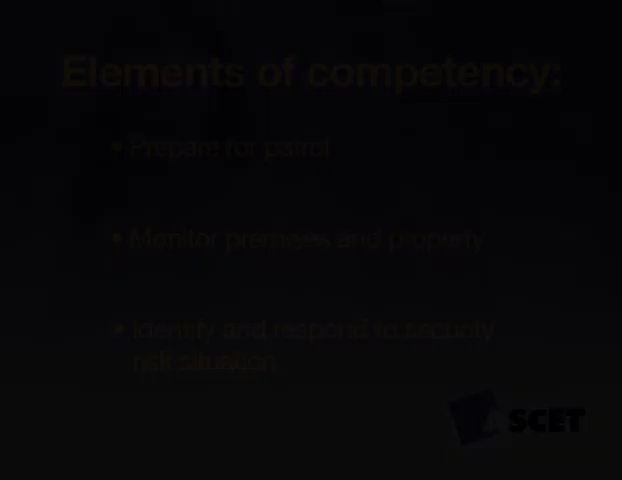 Elements of competency:
• Prepare for patrol
• Monitor premises and property
• Identify and respond to security
risk situation
SCET